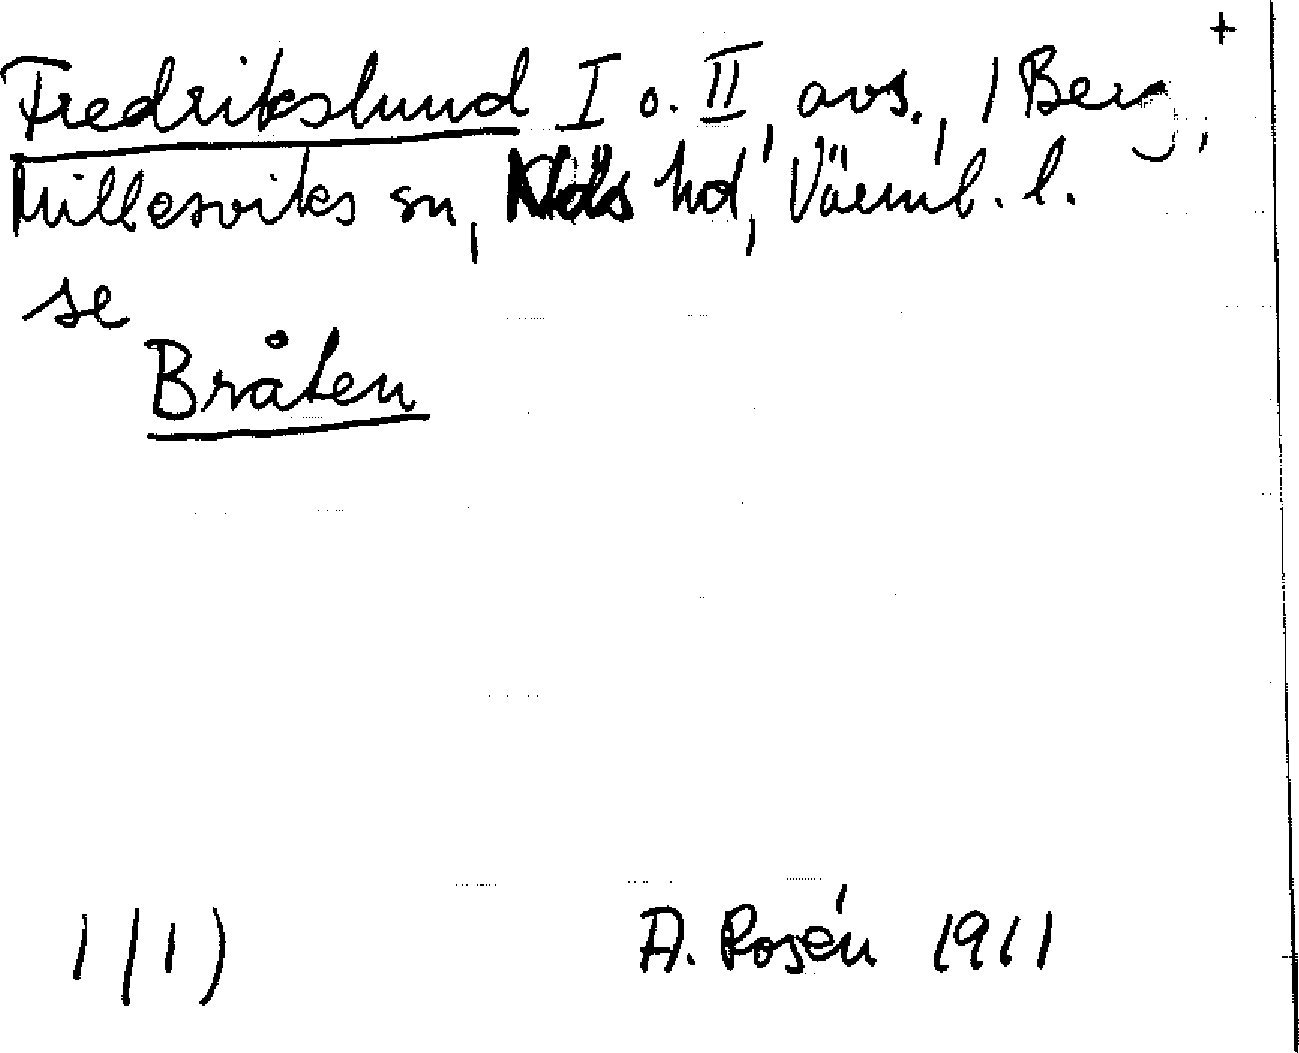 +
Fredrikslund I o. II, avs., 1 Berg,
Millesviks sn, Näs hd, Värml. l.
se
Bråten
1/1)
A. Rosén 1911